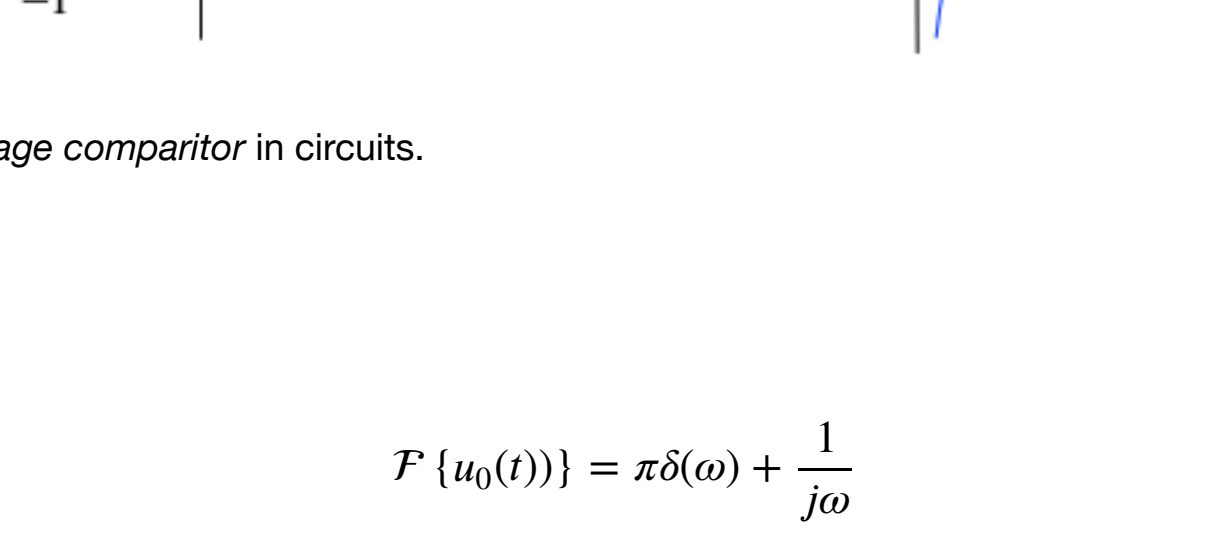 −1
age comparitor in circuits.
ℱ {u₀(t))} = πδ(ω) + 1/jω